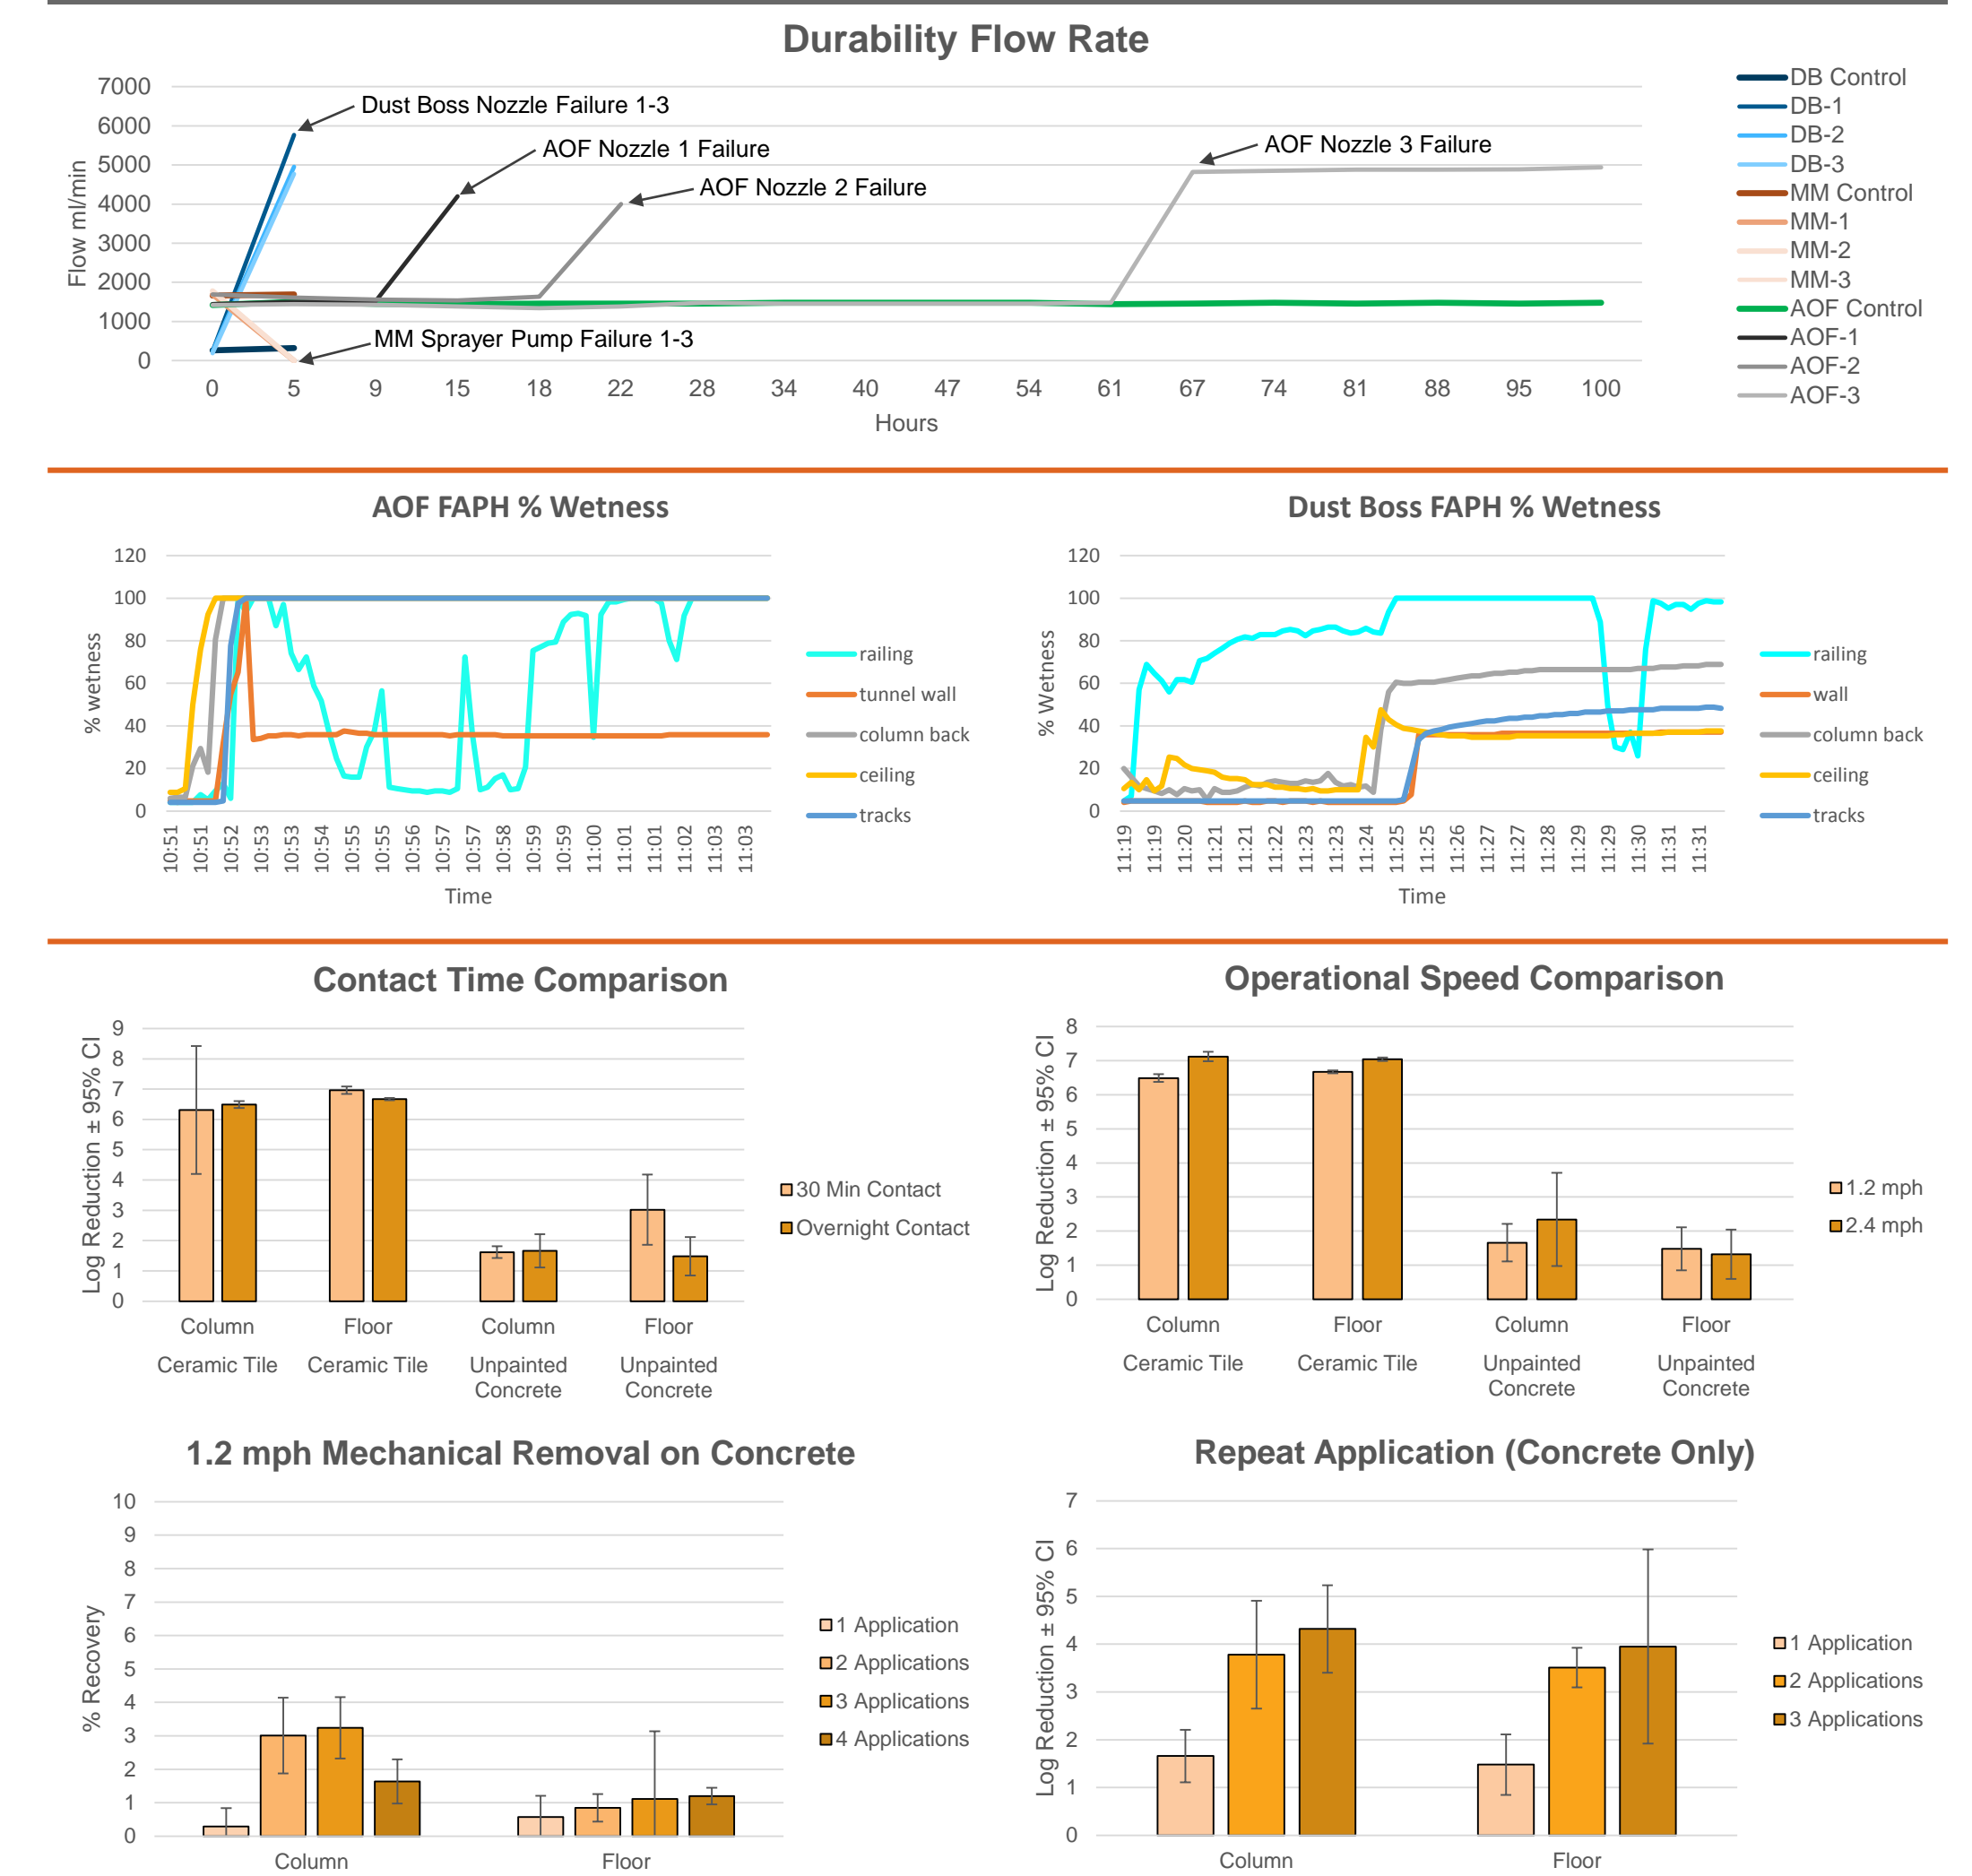 Durability Flow Rate
7000
6000
5000
4000
3000
2000
1000
0
Flow ml/min
Dust Boss Nozzle Failure 1-3
AOF Nozzle 1 Failure
AOF Nozzle 2 Failure
AOF Nozzle 3 Failure
MM Sprayer Pump Failure 1-3
0 5 9 15 18 22 28 34 40 47 54 61 67 74 81 88 95 100
Hours
DB Control
DB-1
DB-2
DB-3
MM Control
MM-1
MM-2
MM-3
AOF Control
AOF-1
AOF-2
AOF-3
AOF FAPH % Wetness
120
100
80
60
40
20
0
% wetness
10:51 10:51 10:52 10:53 10:53 10:54 10:55 10:55 10:56 10:57 10:57 10:58 10:59 10:59 11:00 11:01 11:01 11:02 11:03 11:03
Time
railing
tunnel wall
column back
ceiling
tracks
Dust Boss FAPH % Wetness
120
100
80
60
40
20
0
% Wetness
11:19 11:19 11:20 11:21 11:21 11:22 11:23 11:23 11:24 11:25 11:25 11:26 11:27 11:27 11:28 11:29 11:29 11:30 11:31 11:31
Time
railing
wall
column back
ceiling
tracks
Contact Time Comparison
9
8
7
6
5
4
3
2
1
0
Log Reduction ± 95% CI
Column Floor Column Floor
Ceramic Tile Ceramic Tile Unpainted Unpainted
Concrete Concrete
30 Min Contact
Overnight Contact
Operational Speed Comparison
8
7
6
5
4
3
2
1
0
Log Reduction ± 95% CI
Column Floor Column Floor
Ceramic Tile Ceramic Tile Unpainted Unpainted
Concrete Concrete
1.2 mph
2.4 mph
1.2 mph Mechanical Removal on Concrete
10
9
8
7
6
5
4
3
2
1
0
% Recovery
Column Floor
1 Application
2 Applications
3 Applications
4 Applications
Repeat Application (Concrete Only)
7
6
5
4
3
2
1
0
Log Reduction ± 95% CI
Column Floor
1 Application
2 Applications
3 Applications